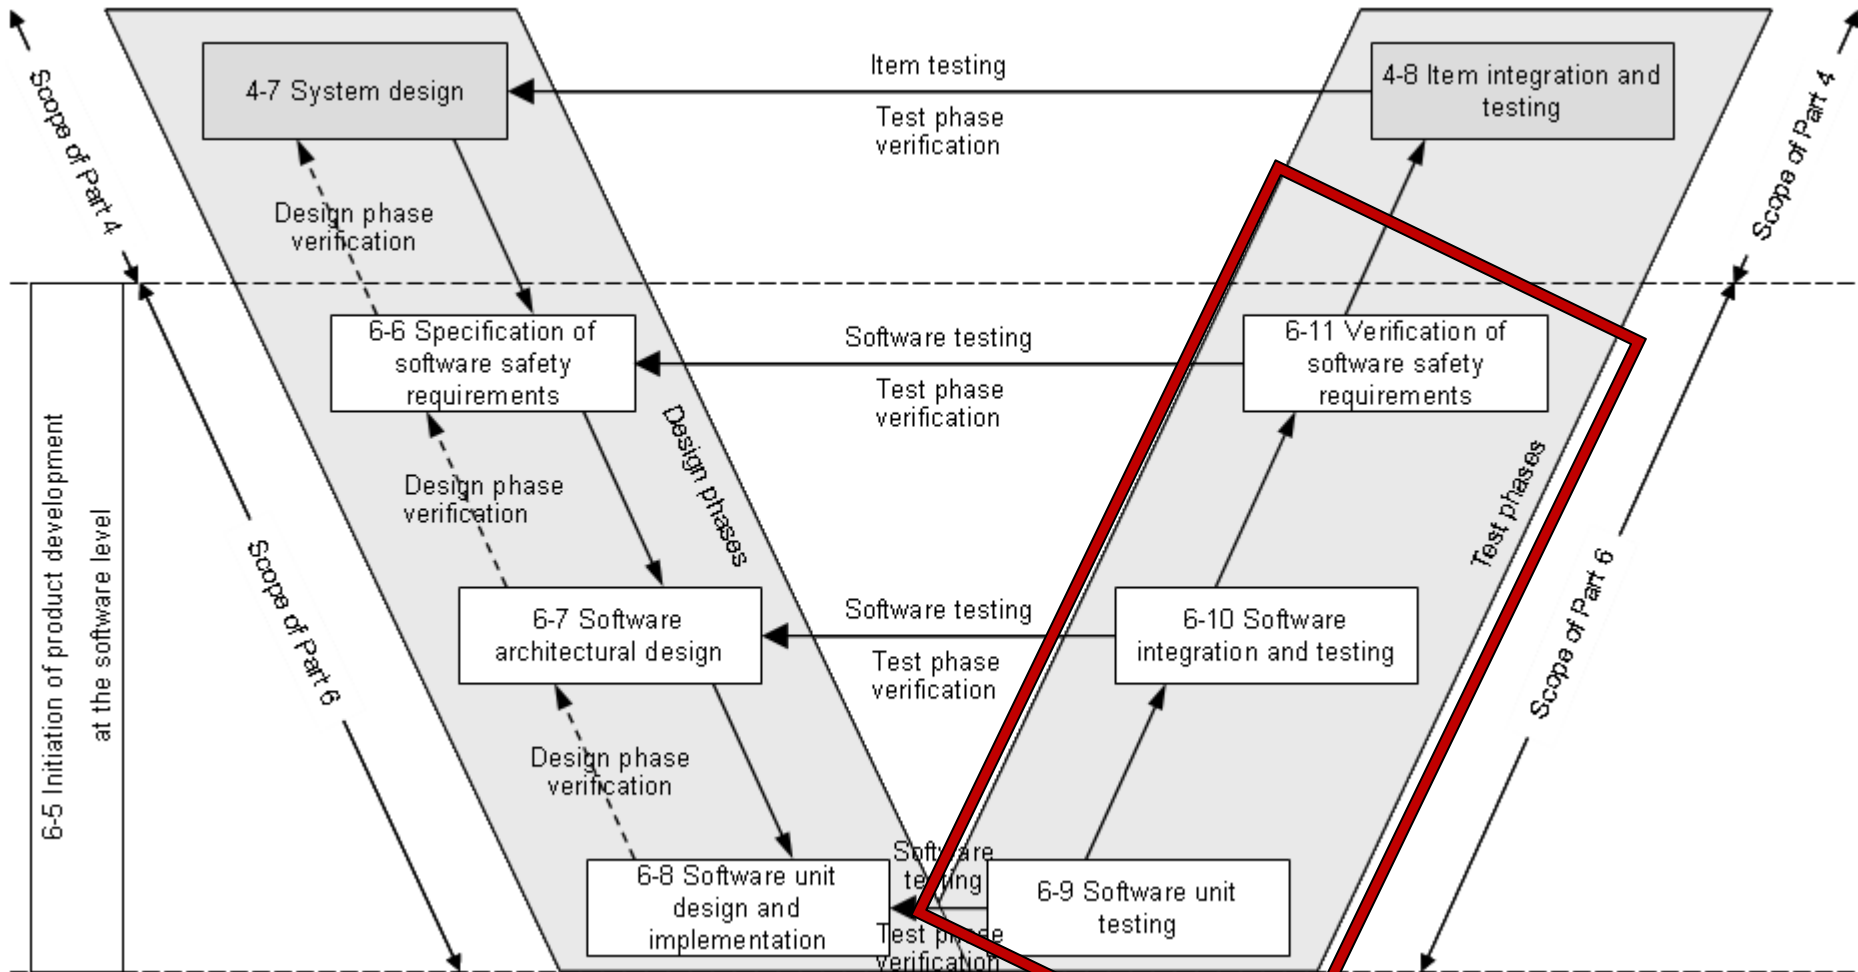 Item testing
4-7 System design
4-8 Item integration and
testing
Test phase
verification
Scope of Part 4
Scope of Part 4
Design phase
verification
6-6 Specification of
software safety
requirements
Software testing
Test phase
verification
6-11 Verification of
software safety
requirements
Design phases
Test phases
Design phase
verification
6-5 Initiation of product development
at the software level
Scope of Part 6
Scope of Part 6
6-7 Software
architectural design
Software testing
Test phase
verification
6-10 Software
integration and testing
Design phase
verification
6-8 Software unit
design and
implementation
Software
testing
Test phase
verification
6-9 Software unit
testing